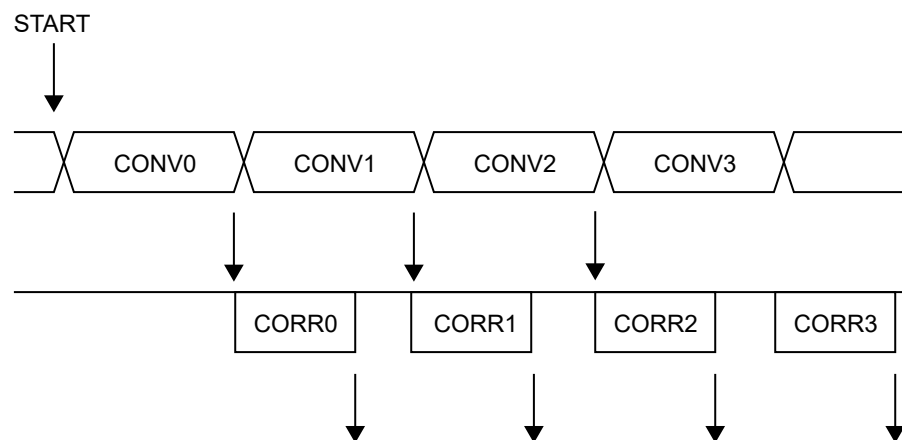 START
CONV0 CONV1 CONV2 CONV3
CORR0 CORR1 CORR2 CORR3